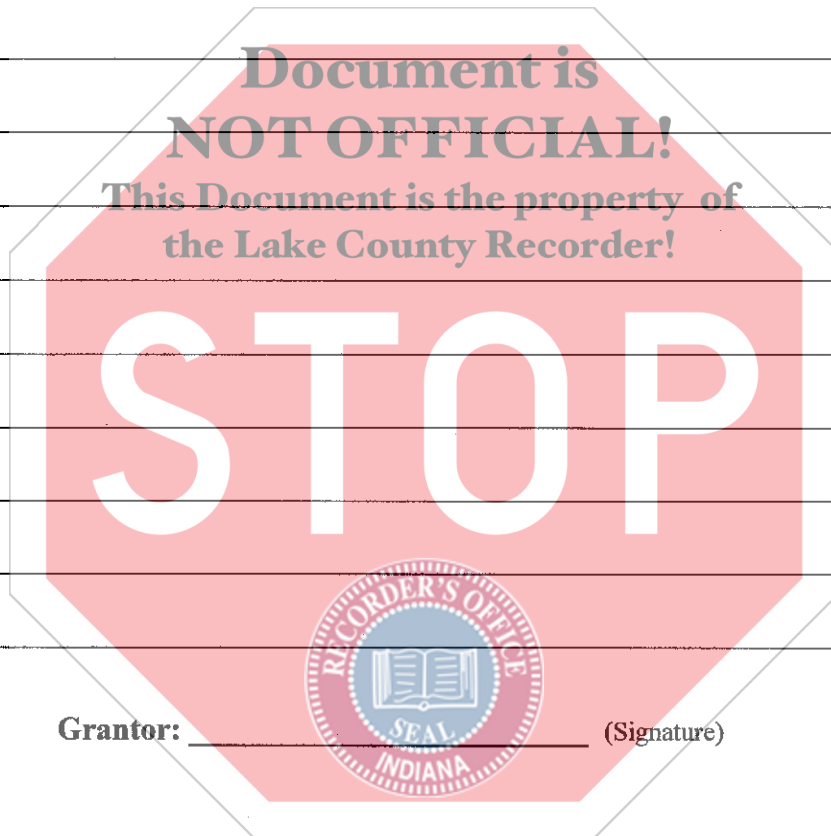 Document is
NOT OFFICIAL!
This Document is the property of
the Lake County Recorder!
STOP
RECORDER'S OFFICE
SEAL
INDIANA
Grantor: (Signature)